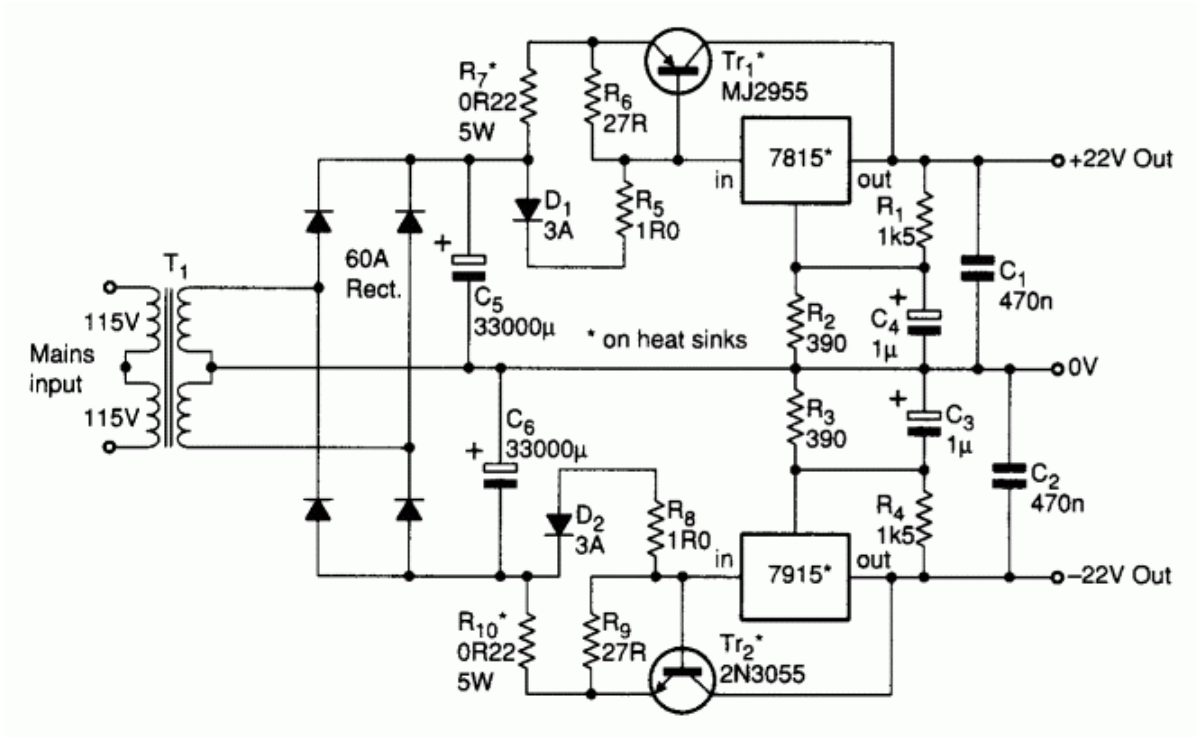 R7*
0R22
5W
R6
27R
Tr1*
MJ2955
7815*
in
out
+22V Out
D1
3A
R5
1R0
R1
1k5
T1
60A
Rect.
+
C5
33000µ
R2
390
+
C4
1µ
C1
470n
115V
* on heat sinks
Mains
input
0V
115V
C6
33000µ
+
R3
390
+
C3
1µ
D2
3A
R8
1R0
R4
1k5
C2
470n
in
out
7915*
-22V Out
R10*
0R22
5W
R9
27R
Tr2*
2N3055